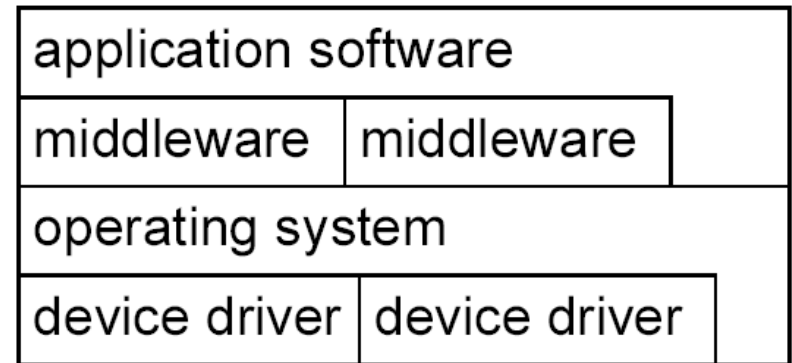 application software
middleware middleware
operating system
device driver device driver